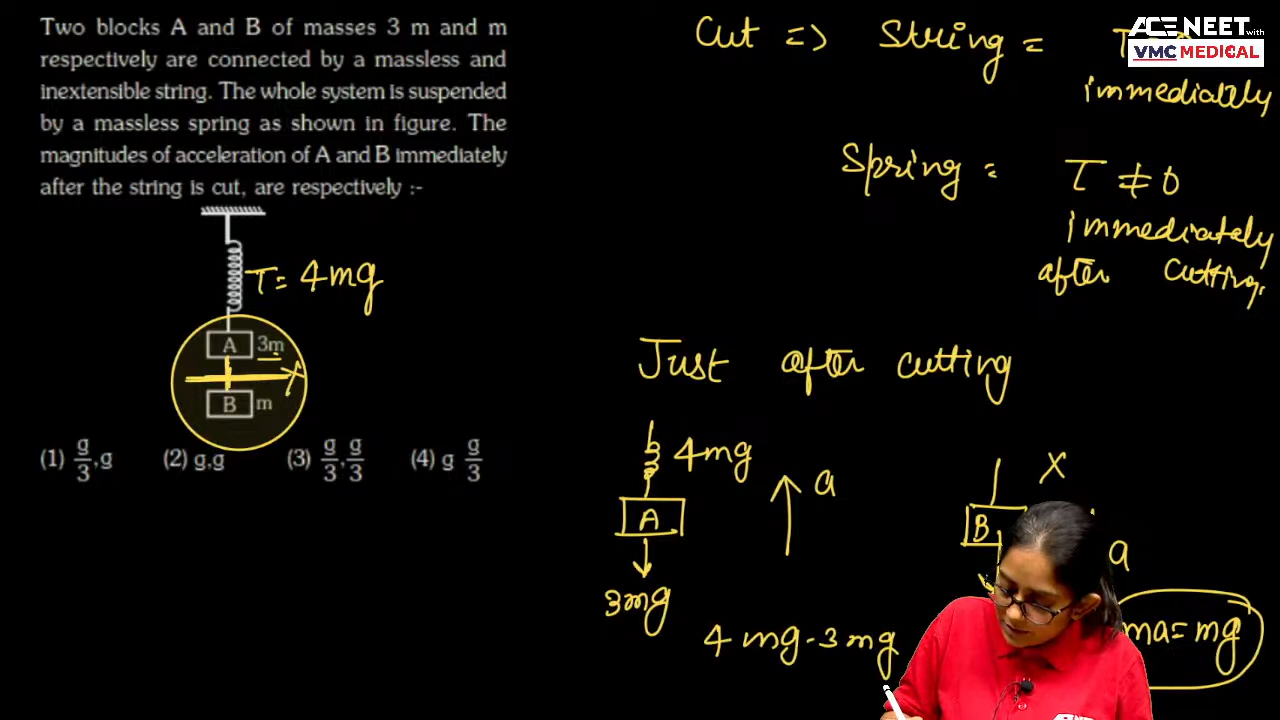 Two blocks A and B of masses 3 m and m
respectively are connected by a massless and
inextensible string. The whole system is suspended
by a massless spring as shown in figure. The
magnitudes of acceleration of A and B immediately
after the string is cut, are respectively :-
T = 4mg
A 3m
B m
(1) g/3, g (2) g,g (3) g/3, g/3 (4) g g/3
Cut => String =
immediately
Spring = T ≠ 0
immediately
after cutting.
Just after cutting
4mg
A
a
3mg
4mg - 3mg
X
B
a
ma = mg
ACE NEET with
VMC MEDICAL